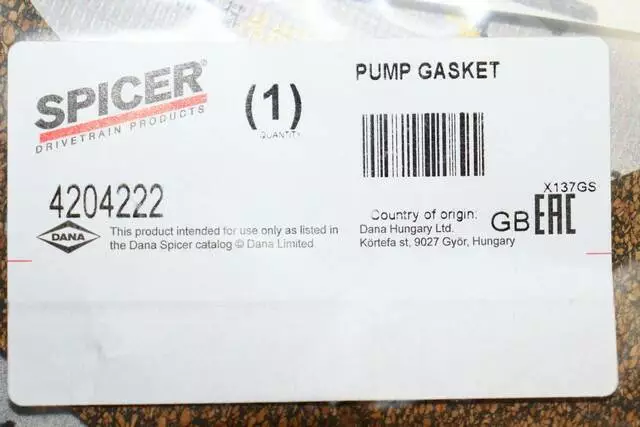 SPICER®
DRIVETRAIN PRODUCTS
(1)
QUANTITY
PUMP GASKET
X137GS
4204222
DANA
This product intended for use only as listed in
the Dana Spicer catalog © Dana Limited
Country of origin:
Dana Hungary Ltd.
Körtefa st, 9027 Györ, Hungary
GB
EAC